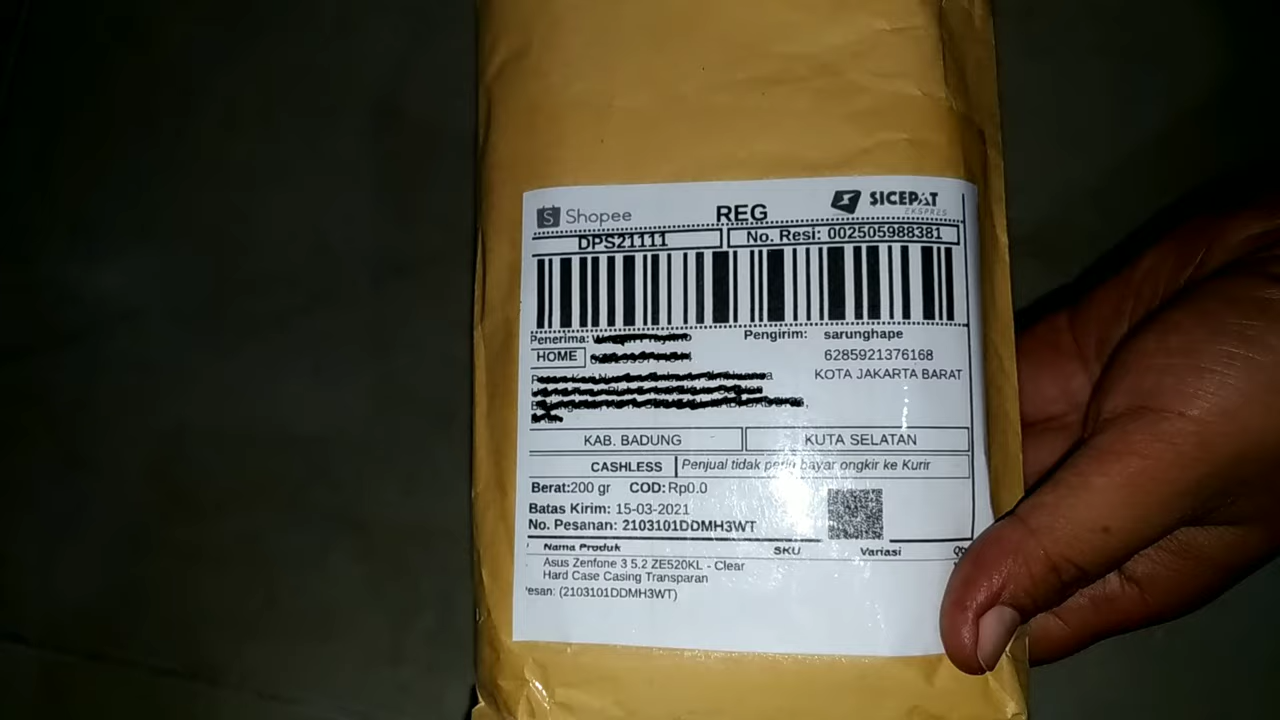 Shopee REG SICEPAT
EKSPRES
DPS21111 No. Resi: 002505988381
Penerima: Pengirim: sarunghape
HOME 6285921376168
KOTA JAKARTA BARAT
KAB. BADUNG KUTA SELATAN
CASHLESS Penjual tidak perlu bayar ongkir ke Kurir
Berat:200 gr COD: Rp0.0
Batas Kirim: 15-03-2021
No. Pesanan: 2103101DDMH3WT
Nama Produk SKU Variasi
Asus Zenfone 3 5.2 ZE520KL - Clear
Hard Case Casing Transparan
esan: (2103101DDMH3WT)